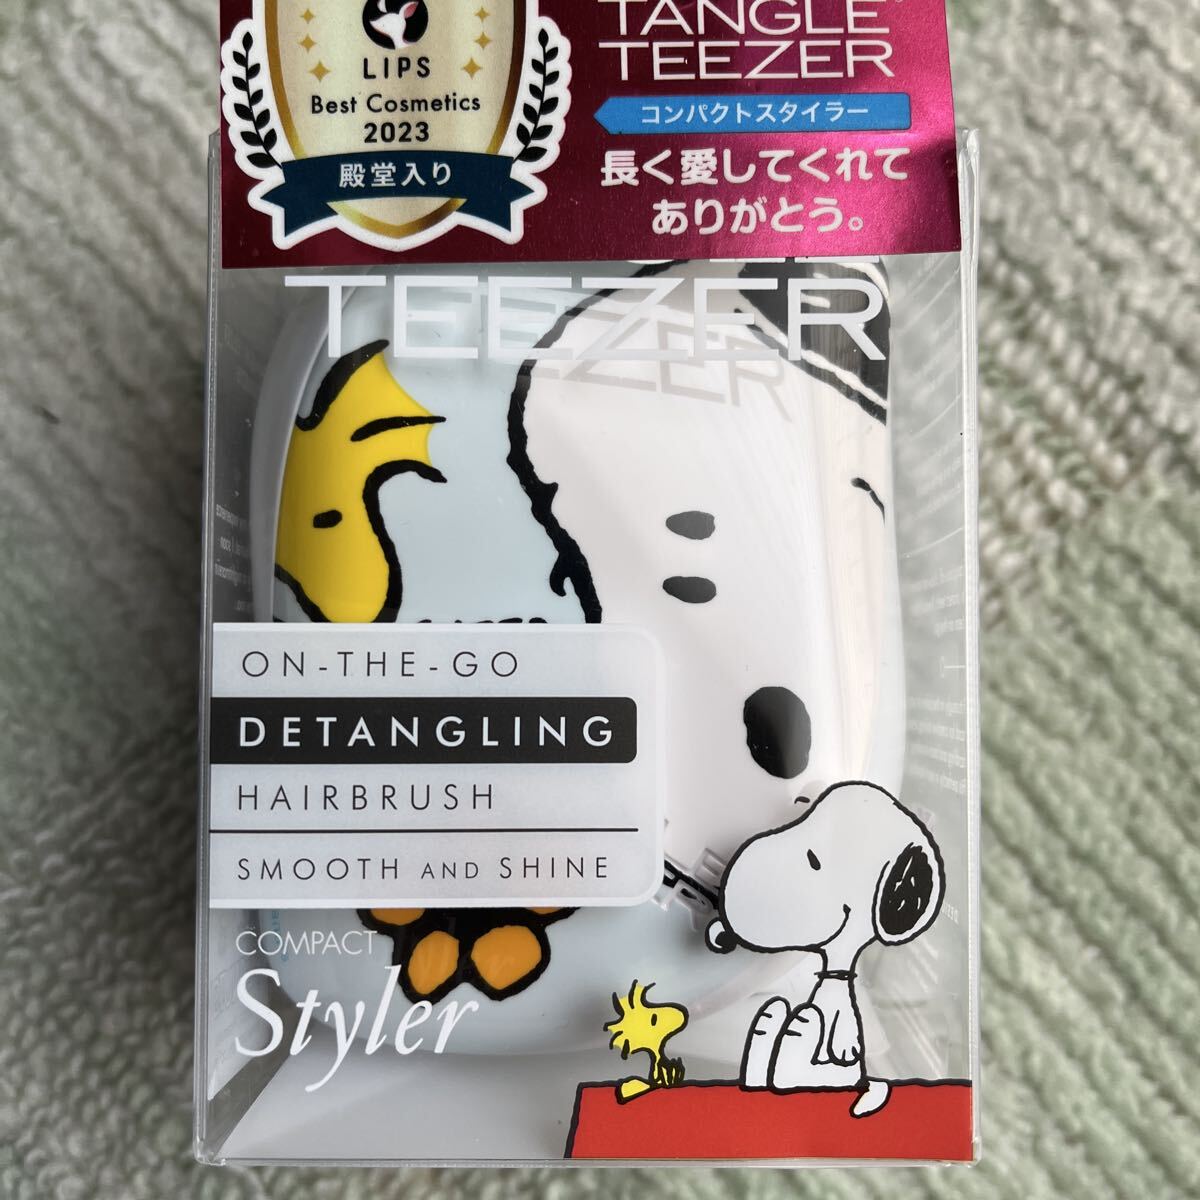 LIPS
Best Cosmetics
2023
殿堂入り
TANGLE
TEEZER
コンパクトスタイラー
長く愛してくれて
ありがとう。
TEEZER
ON-THE-GO
DETANGLING
HAIRBRUSH
SMOOTH AND SHINE
COMPACT
Styler